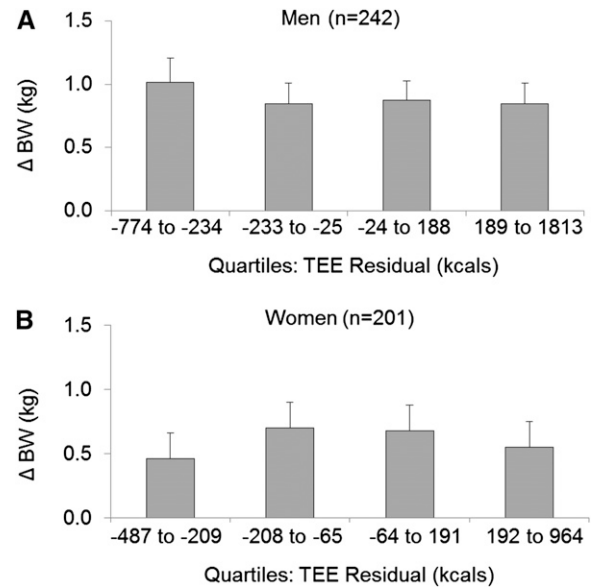 A
Men (n=242)
1.5
1.0
0.5
0.0
Δ BW (kg)
-774 to -234 -233 to -25 -24 to 188 189 to 1813
Quartiles: TEE Residual (kcals)
B
Women (n=201)
1.5
1.0
0.5
0.0
Δ BW (kg)
-487 to -209 -208 to -65 -64 to 191 192 to 964
Quartiles: TEE Residual (kcals)